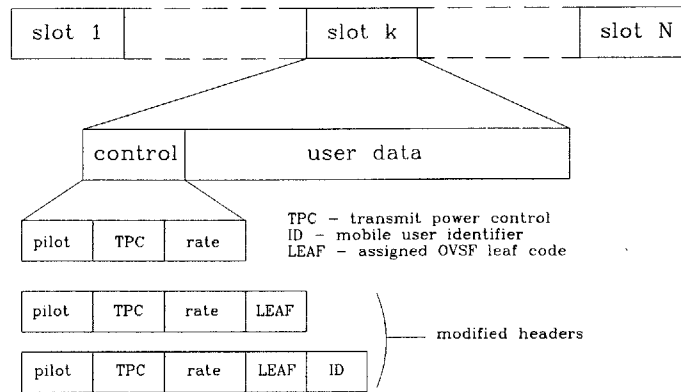 slot 1 slot k slot N
control user data
TPC – transmit power control
ID – mobile user identifier
LEAF – assigned OVSF leaf code
pilot TPC rate
pilot TPC rate LEAF
modified headers
pilot TPC rate LEAF ID